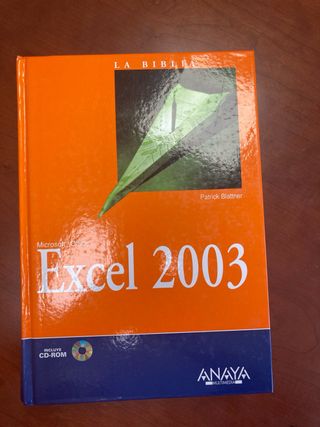 LA BIBLIA
Patrick Blattner
Microsoft Office
Excel 2003
INCLUYE
CD-ROM
ANAYA
MULTIMEDIA